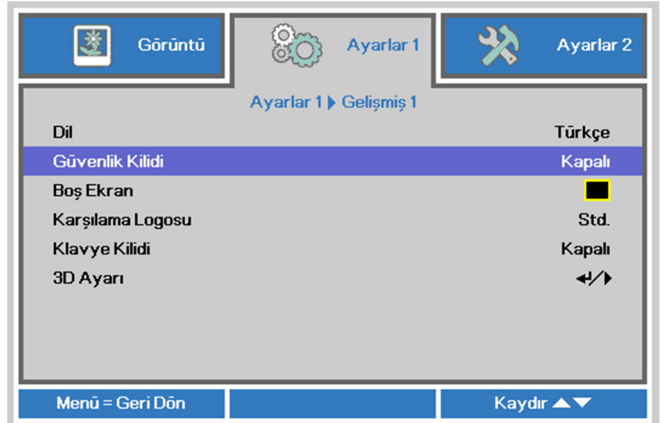 Görüntü Ayarlar 1 Ayarlar 2
Ayarlar 1 Gelişmiş 1
Dil Türkçe
Güvenlik Kilidi Kapalı
Boş Ekran
Karşılama Logosu Std.
Klavye Kilidi Kapalı
3D Ayarı ↵/▶
Menü = Geri Dön Kaydır ▲▼